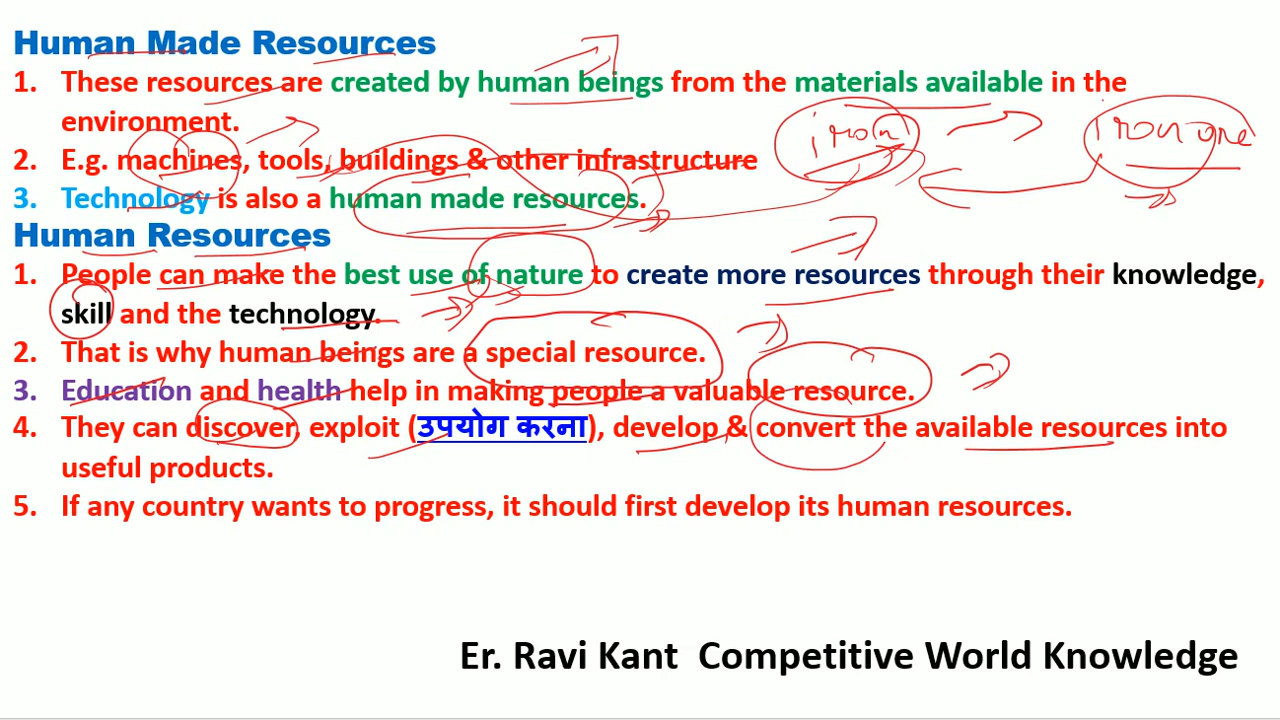 Human Made Resources
1. These resources are created by human beings from the materials available in the
environment.
iron
iron ore
2. E.g. machines, tools, buildings & other infrastructure
3. Technology is also a human made resources.
Human Resources
1. People can make the best use of nature to create more resources through their knowledge,
skill and the technology.
2. That is why human beings are a special resource.
3. Education and health help in making people a valuable resource.
4. They can discover, exploit (उपयोग करना), develop & convert the available resources into
useful products.
5. If any country wants to progress, it should first develop its human resources.
Er. Ravi Kant Competitive World Knowledge